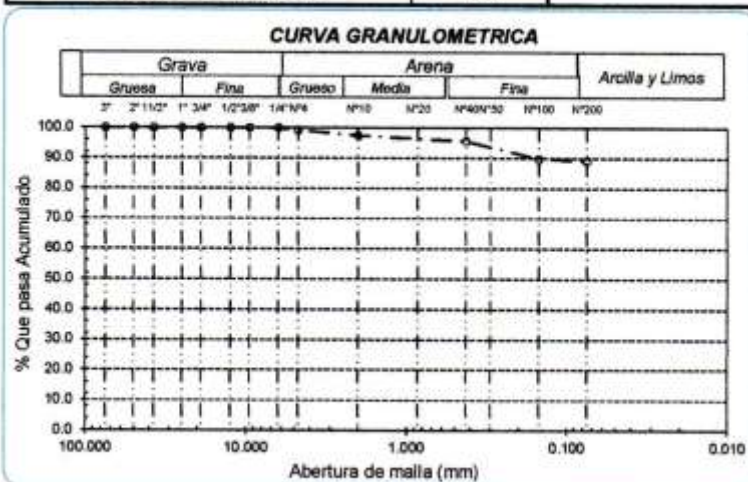 CURVA GRANULOMETRICA
Grava Arena Arcilla y Limos
Gruesa Fina Grueso Media Fina
3" 2" 1 1/2" 1" 3/4" 1/2" 3/8" 1/4" Nº4 Nº10 Nº20 Nº40 Nº50 Nº100 Nº200
% Que pasa Acumulado
100.0
90.0
80.0
70.0
60.0
50.0
40.0
30.0
20.0
10.0
0.0
100.000 10.000 1.000 0.100 0.010
Abertura de malla (mm)